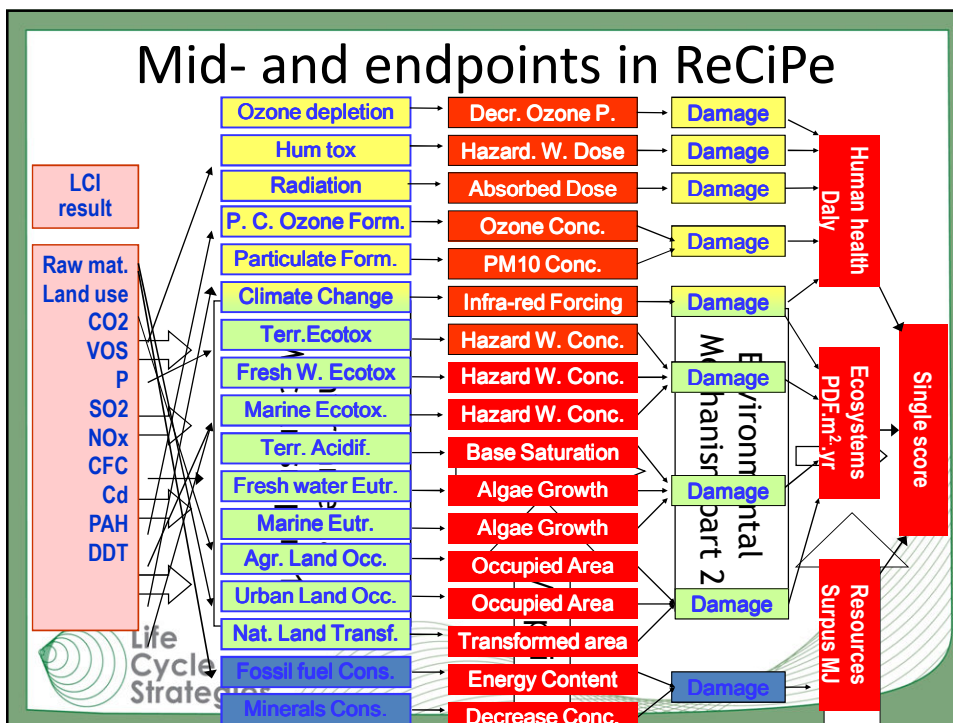 Mid- and endpoints in ReCiPe
LCI
result
Raw mat.
Land use
CO2
VOS
P
SO2
NOx
CFC
Cd
PAH
DDT
Ozone depletion
Hum tox
Radiation
P. C. Ozone Form.
Particulate Form.
Climate Change
Terr.Ecotox
Fresh W. Ecotox
Marine Ecotox.
Terr. Acidif.
Fresh water Eutr.
Marine Eutr.
Agr. Land Occ.
Urban Land Occ.
Nat. Land Transf.
Fossil fuel Cons.
Minerals Cons.
Decr. Ozone P.
Hazard. W. Dose
Absorbed Dose
Ozone Conc.
PM10 Conc.
Infra-red Forcing
Hazard W. Conc.
Hazard W. Conc.
Hazard W. Conc.
Base Saturation
Algae Growth
Algae Growth
Occupied Area
Occupied Area
Transformed area
Energy Content
Decrease Conc.
Damage
Damage
Damage
Damage
Damage
Damage
Damage
Damage
Damage
Environmental
Mechanism part 2
Human health
Daly
Ecosystems
PDF.m².yr
Resources
Surpus MJ
Single score
Life
Cycle
Strategies